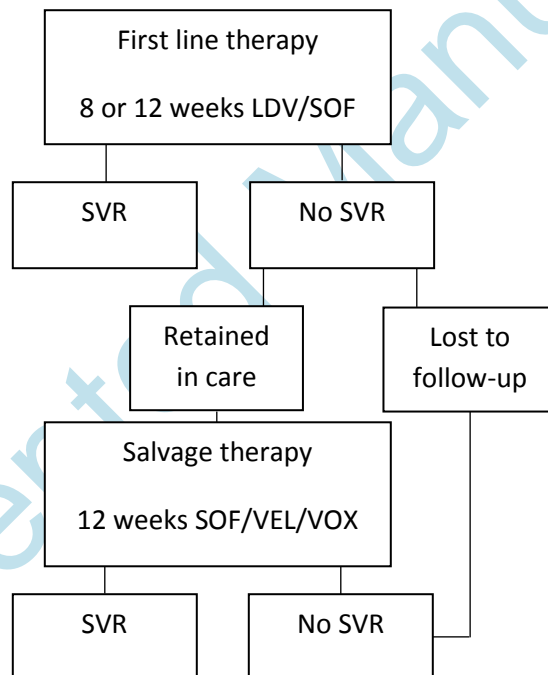 First line therapy
8 or 12 weeks LDV/SOF
SVR
No SVR
Retained
in care
Lost to
follow-up
Salvage therapy
12 weeks SOF/VEL/VOX
SVR
No SVR